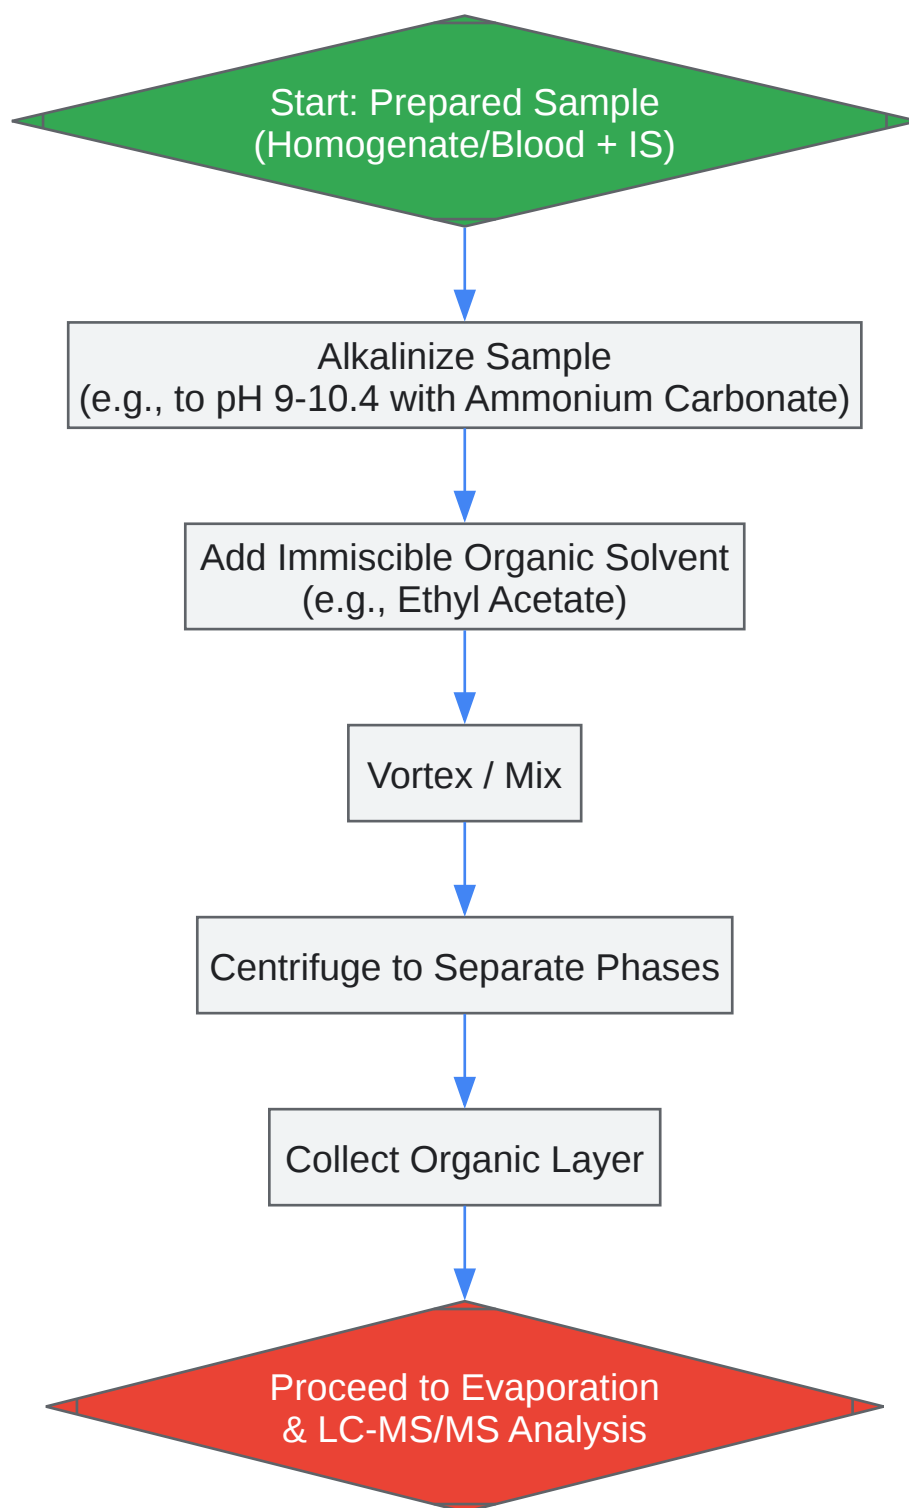 Start: Prepared Sample
(Homogenate/Blood + IS)
Alkalinize Sample
(e.g., to pH 9-10.4 with Ammonium Carbonate)
Add Immiscible Organic Solvent
(e.g., Ethyl Acetate)
Vortex / Mix
Centrifuge to Separate Phases
Collect Organic Layer
Proceed to Evaporation
& LC-MS/MS Analysis